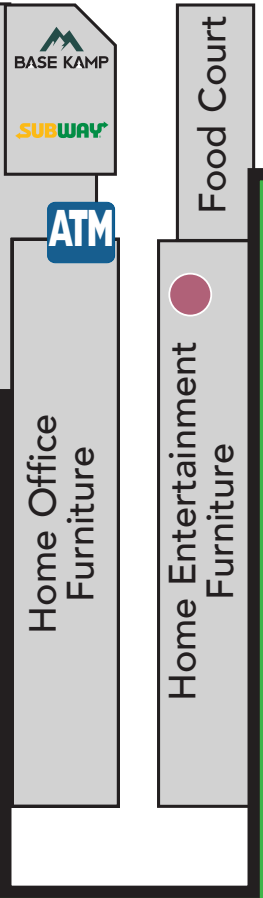 BASE KAMP
SUBWAY
ATM
Food Court
Home Office
Furniture
Home Entertainment
Furniture